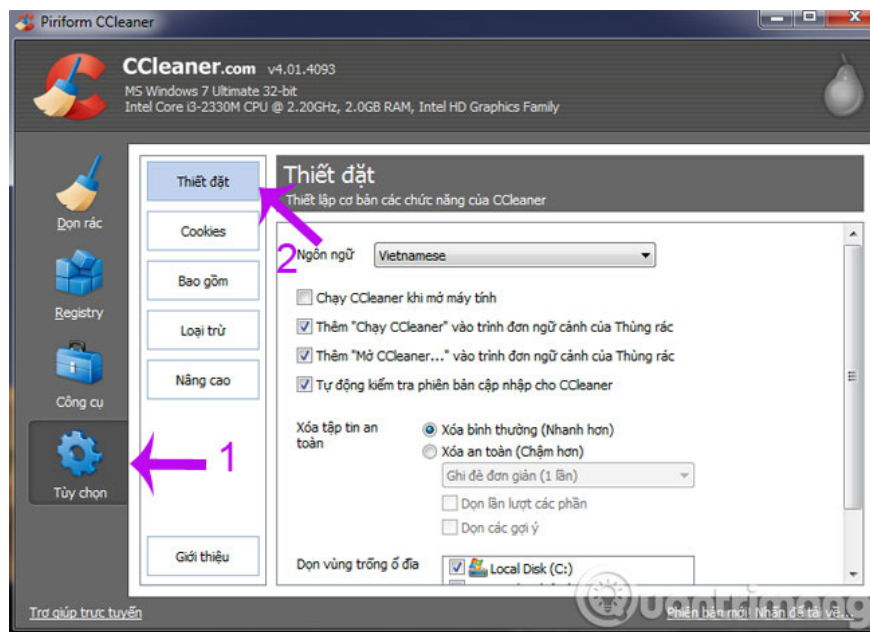 Piriform CCleaner
CCleaner.com v4.01.4093
MS Windows 7 Ultimate 32-bit
Intel Core i3-2330M CPU @ 2.20GHz, 2.0GB RAM, Intel HD Graphics Family
Dọn rác
Registry
Công cụ
Tùy chọn
1
Thiết đặt
Cookies
Bao gồm
Loại trừ
Nâng cao
Giới thiệu
2
Thiết đặt
Thiết lập cơ bản các chức năng của CCleaner
Ngôn ngữ Vietnamese
Chạy CCleaner khi mở máy tính
Thêm "Chạy CCleaner" vào trình đơn ngữ cảnh của Thùng rác
Thêm "Mở CCleaner..." vào trình đơn ngữ cảnh của Thùng rác
Tự động kiểm tra phiên bản cập nhập cho CCleaner
Xóa tập tin an toàn
Xóa bình thường (Nhanh hơn)
Xóa an toàn (Chậm hơn)
Ghi đè đơn giản (1 lần)
Dọn lần lượt các phần
Dọn các gợi ý
Dọn vùng trống ổ đĩa Local Disk (C:)
Trợ giúp trực tuyến
Phiên bản mới! Nhấn để tải về...
Quantrimang